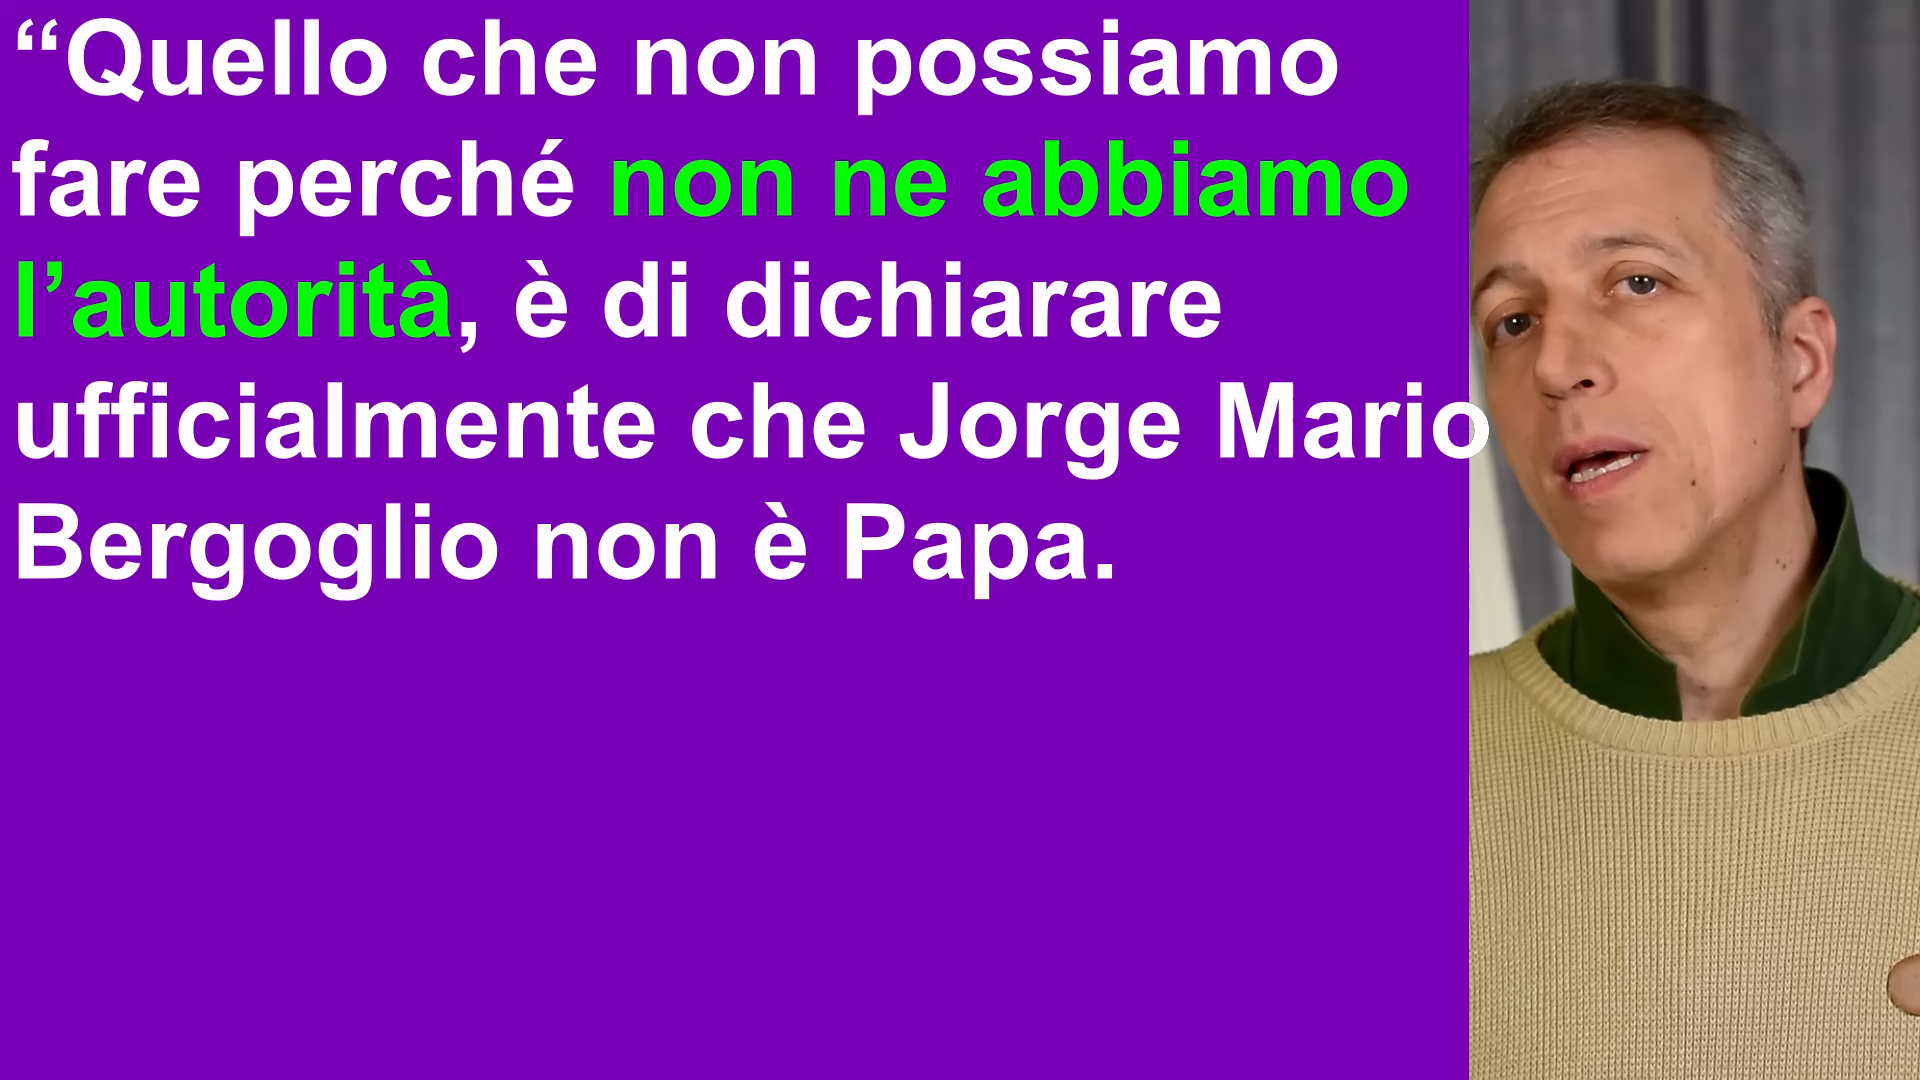 “Quello che non possiamo
fare perché non ne abbiamo
l’autorità, è di dichiarare
ufficialmente che Jorge Mario
Bergoglio non è Papa.